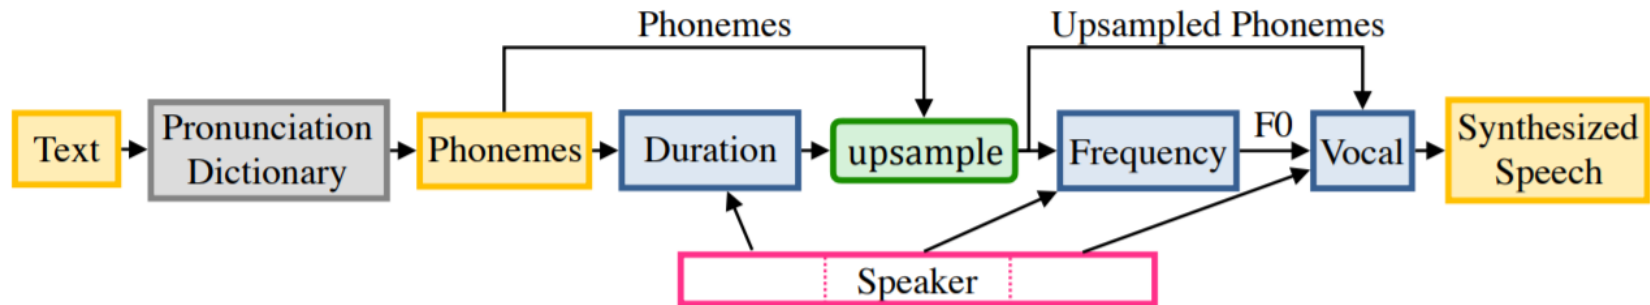 Phonemes
Upsampled Phonemes
Text
Pronunciation
Dictionary
Phonemes
Duration
upsample
Frequency
F0
Vocal
Synthesized
Speech
Speaker